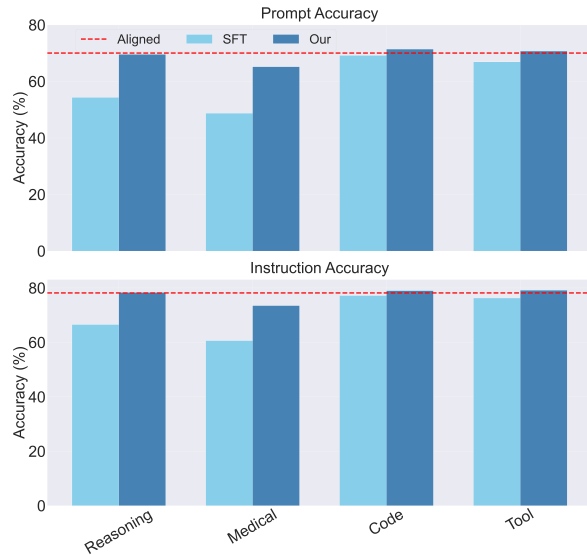 Prompt Accuracy
Aligned SFT Our
Accuracy (%)
80
60
40
20
0
Instruction Accuracy
Accuracy (%)
80
60
40
20
0
Reasoning Medical Code Tool